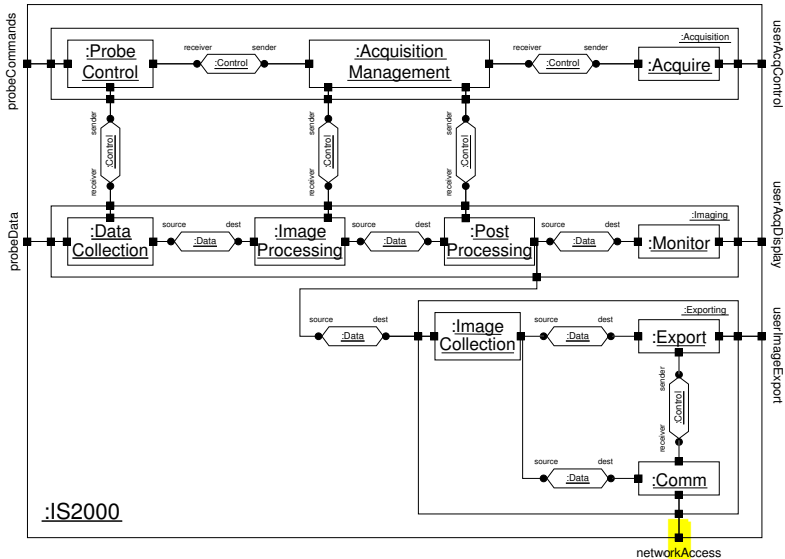 :Acquisition
receiver sender
receiver sender
:Probe
Control
:Control
:Acquisition
Management
:Control
:Acquire
probeCommands
userAcqControl
sender
:Control
receiver
sender
:Control
receiver
sender
:Control
receiver
:Imaging
source dest
source dest
source dest
:Data
Collection
:Data
:Image
Processing
:Data
:Post
Processing
:Data
:Monitor
probeData
userAcqDisplay
:Exporting
source dest
:Data
:Image
Collection
source dest
:Data
:Export
userImageExport
sender
:Control
receiver
source dest
:Data
:Comm
:IS2000
networkAccess